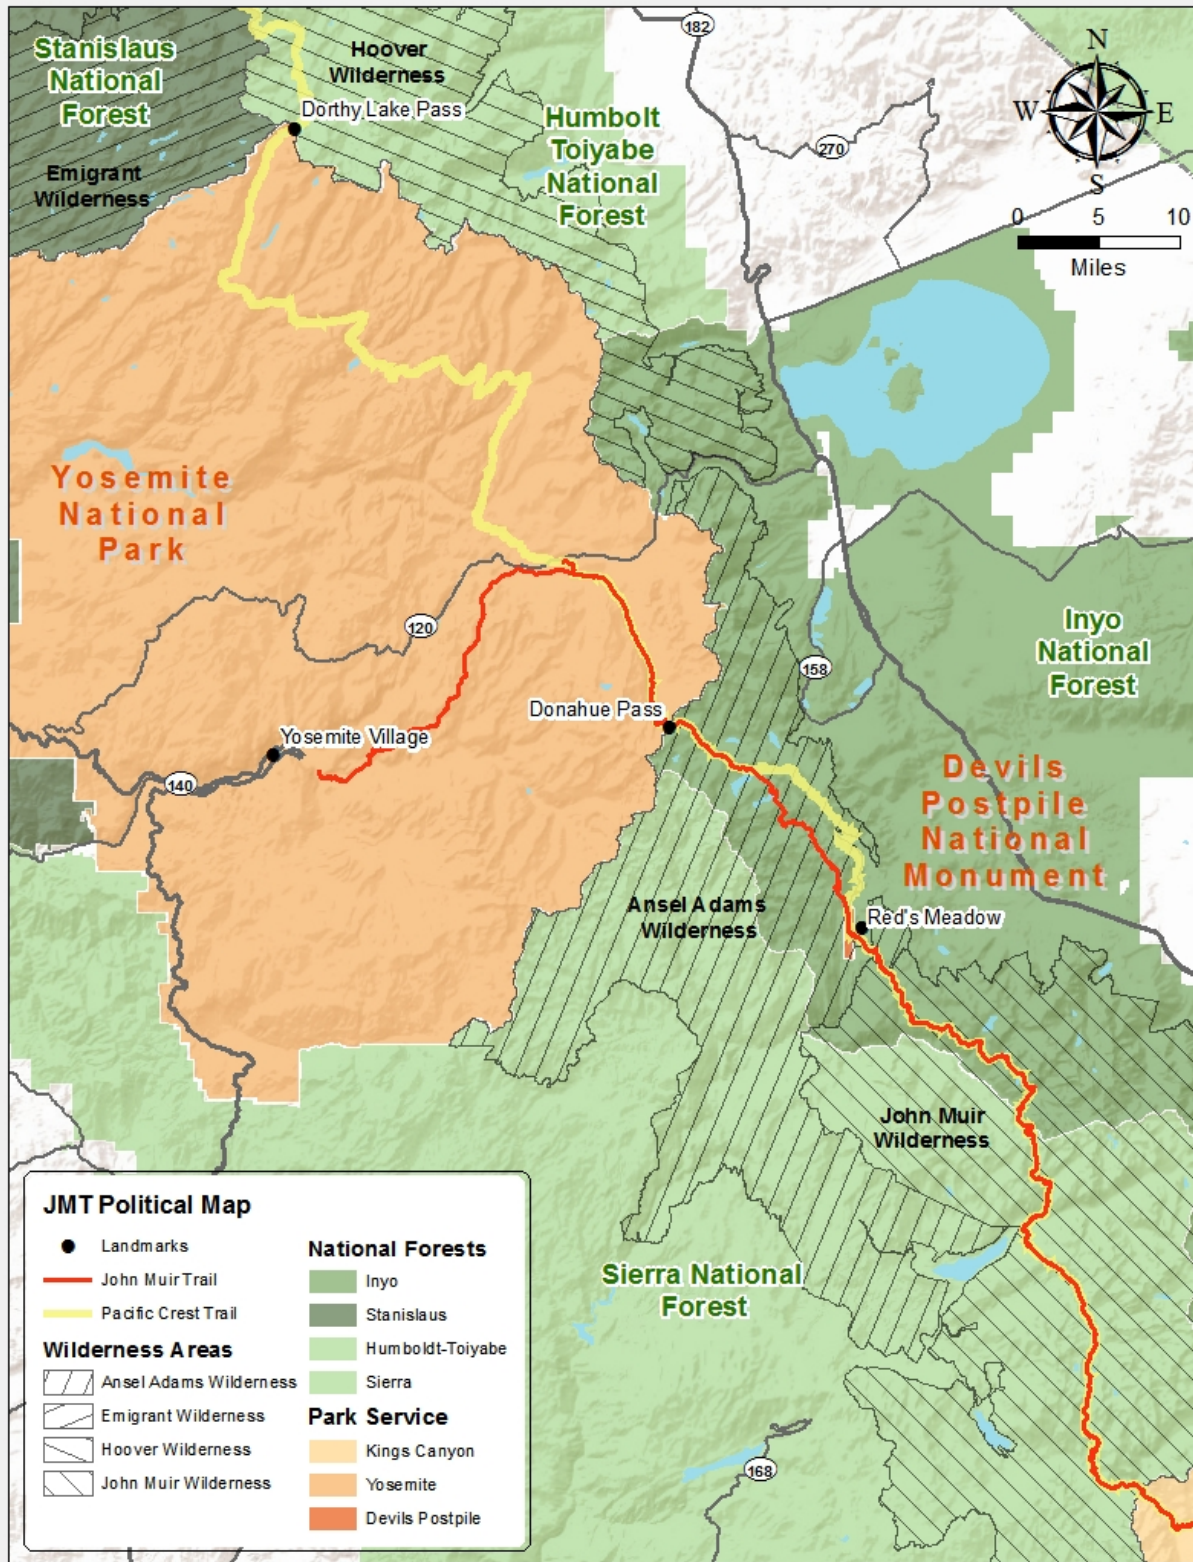 Stanislaus
National
Forest
Hoover
Wilderness
182
N
W
E
S
Dorthy Lake Pass
Humbolt
Toiyabe
National
Forest
270
Emigrant
Wilderness
0 5 10
Miles
Yosemite
National
Park
120
Inyo
National
Forest
158
Donahue Pass
Yosemite Village
140
Devils
Postpile
National
Monument
Ansel Adams
Wilderness
Red's Meadow
John Muir
Wilderness
Sierra National
Forest
168
JMT Political Map
Landmarks
John Muir Trail
Pacific Crest Trail
Wilderness Areas
Ansel Adams Wilderness
Emigrant Wilderness
Hoover Wilderness
John Muir Wilderness
National Forests
Inyo
Stanislaus
Humboldt-Toiyabe
Sierra
Park Service
Kings Canyon
Yosemite
Devils Postpile